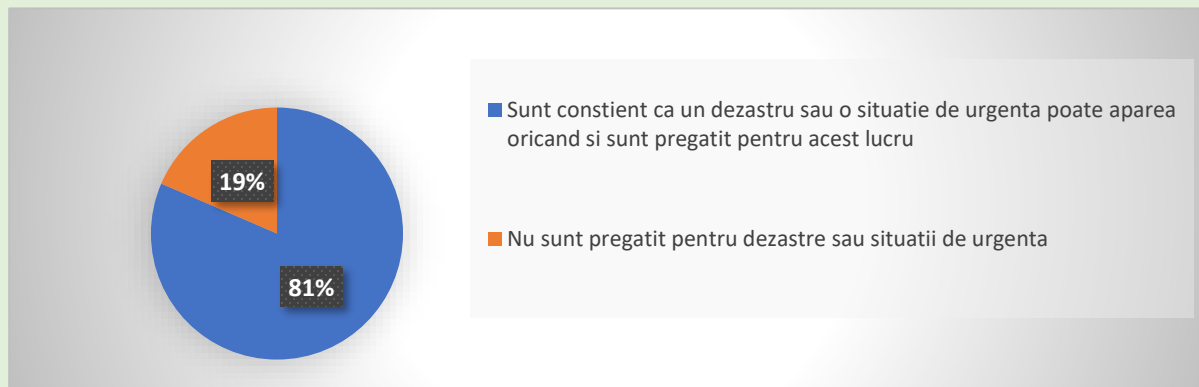 Sunt constient ca un dezastru sau o situatie de urgenta poate aparea
oricand si sunt pregatit pentru acest lucru
19%
Nu sunt pregatit pentru dezastre sau situatii de urgenta
81%